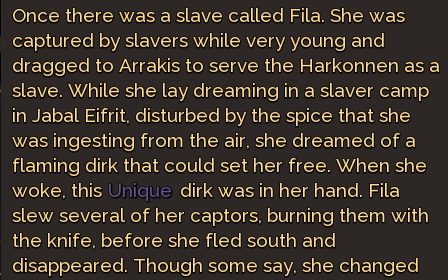 Once there was a slave called Fila. She was
captured by slavers while very young and
dragged to Arrakis to serve the Harkonnen as a
slave. While she lay dreaming in a slaver camp
in Jabal Eifrit, disturbed by the spice that she
was ingesting from the air, she dreamed of a
flaming dirk that could set her free. When she
woke, this Unique dirk was in her hand. Fila
slew several of her captors, burning them with
the knife, before she fled south and
disappeared. Though some say, she changed